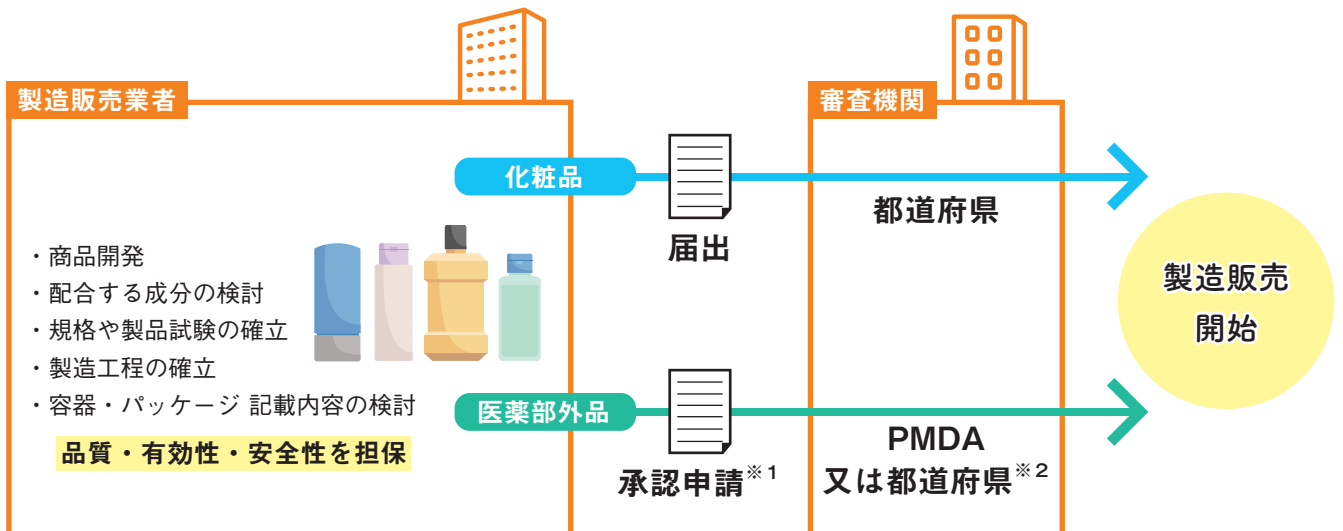 製造販売業者
審査機関
化粧品
届出
都道府県
・商品開発
・配合する成分の検討
・規格や製品試験の確立
・製造工程の確立
・容器・パッケージ 記載内容の検討
品質・有効性・安全性を担保
医薬部外品
承認申請※1
PMDA
又は都道府県※2
製造販売
開始